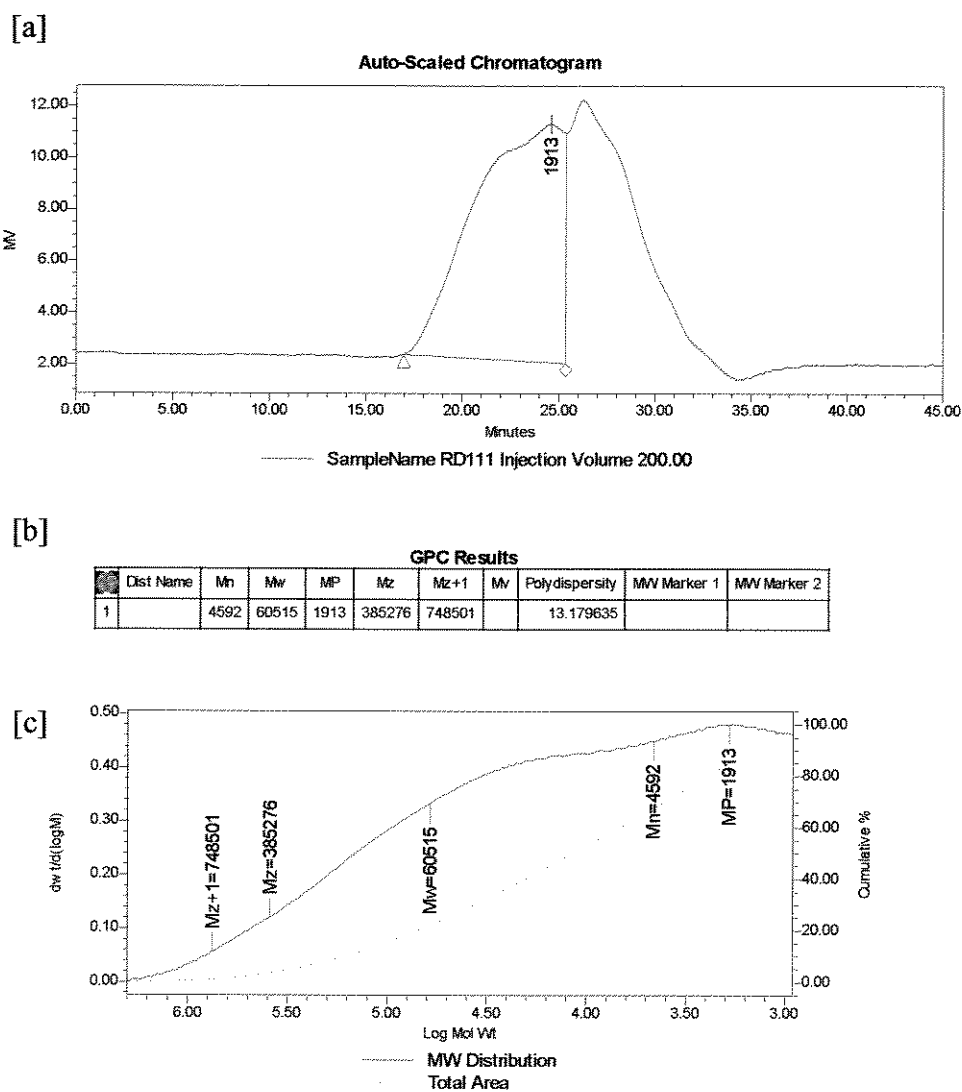 [a]
Auto-Scaled Chromatogram
12.00
10.00
8.00
6.00
4.00
2.00
MV
1913
0.00 5.00 10.00 15.00 20.00 25.00 30.00 35.00 40.00 45.00
Minutes
SampleName RD111 Injection Volume 200.00
[b]
GPC Results
Dist Name Mn Mw MP Mz Mz+1 Mv Polydispersity MW Marker 1 MW Marker 2
1 4592 60515 1913 385276 748501 13.179635
[c]
0.50
0.40
0.30
0.20
0.10
0.00
dw t/d(logM)
Mz+1=748501
Mz=385276
Mw=60515
Mn=4592
MP=1913
100.00
80.00
60.00
40.00
20.00
0.00
Cumulative %
6.00 5.50 5.00 4.50 4.00 3.50 3.00
Log Mol Wt
MW Distribution
Total Area